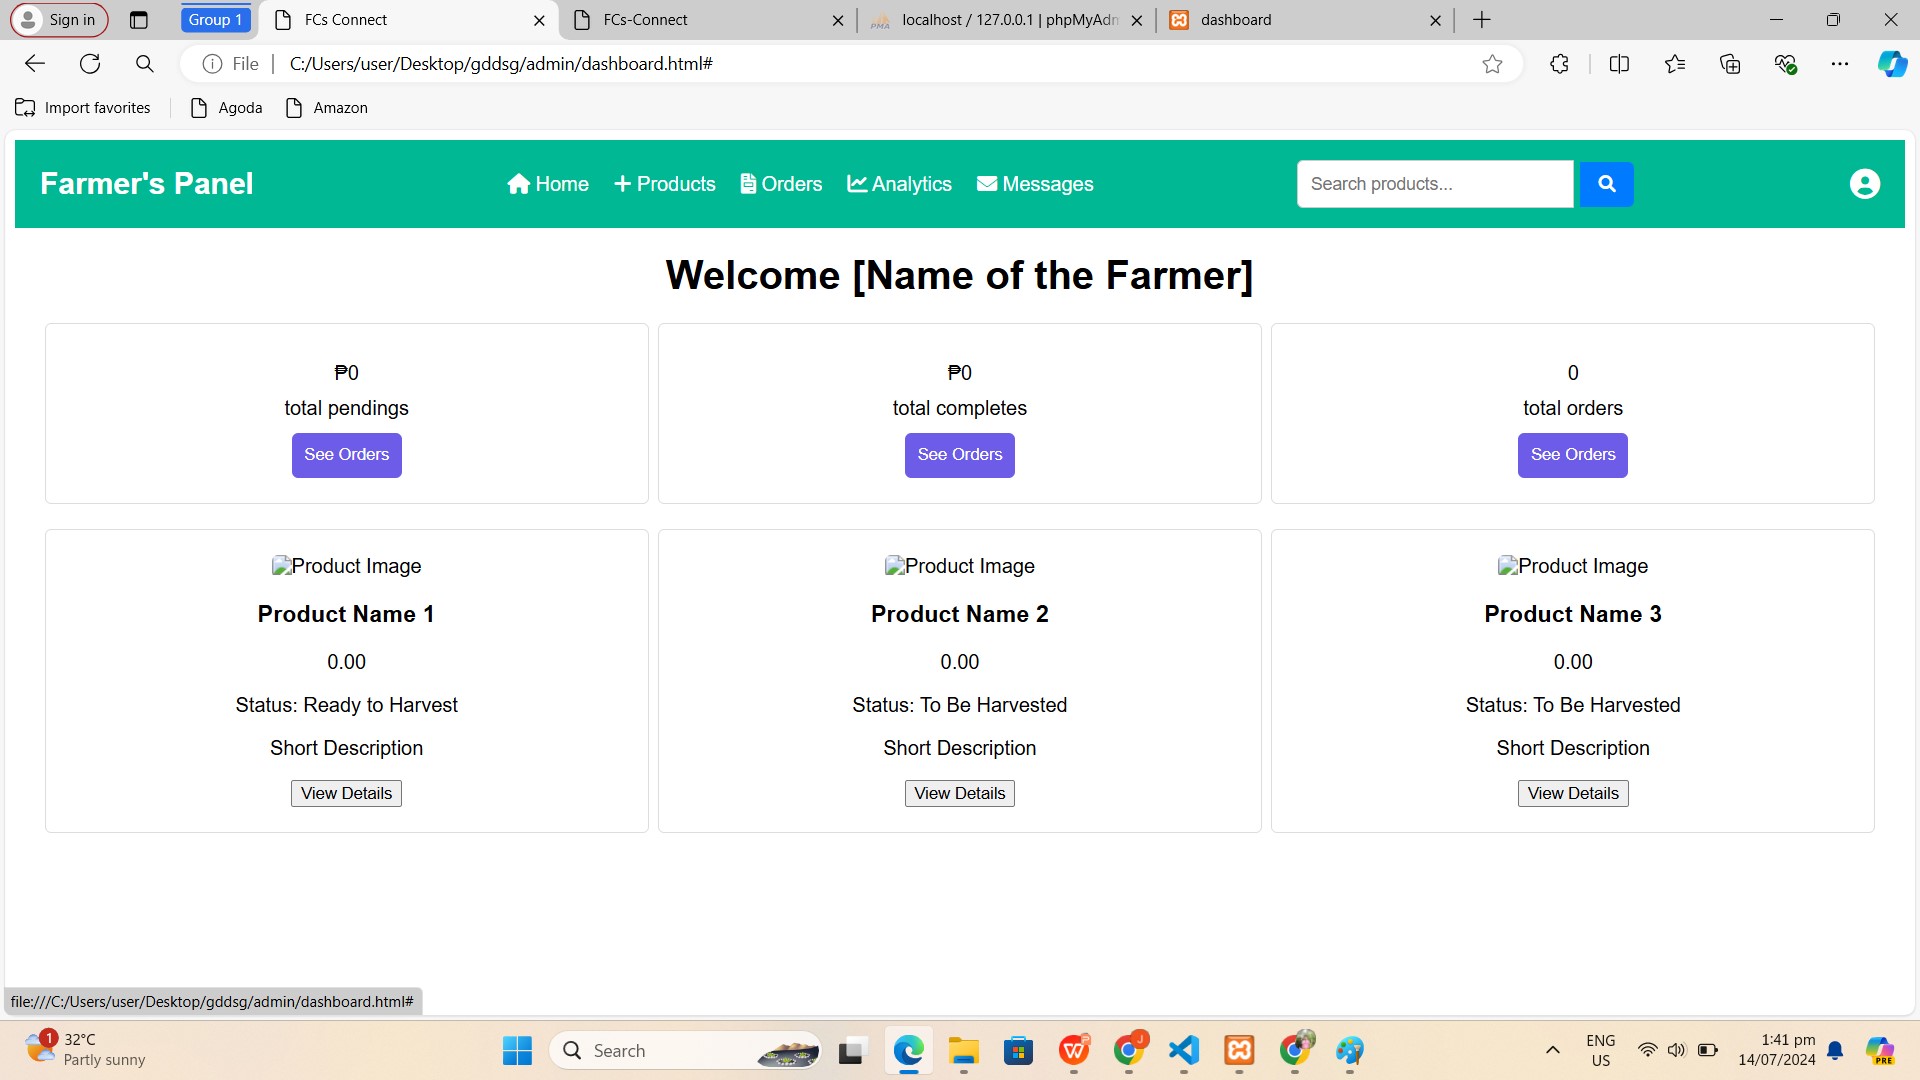 Sign in
Group 1
FCs Connect
FCs-Connect
localhost / 127.0.0.1 | phpMyAdm
dashboard
File
C:/Users/user/Desktop/gddsg/admin/dashboard.html#
Import favorites
Agoda
Amazon
Farmer's Panel
Home
Products
Orders
Analytics
Messages
Search products...
Welcome [Name of the Farmer]
₱0
total pendings
See Orders
₱0
total completes
See Orders
0
total orders
See Orders
Product Image
Product Name 1
0.00
Status: Ready to Harvest
Short Description
View Details
Product Image
Product Name 2
0.00
Status: To Be Harvested
Short Description
View Details
Product Image
Product Name 3
0.00
Status: To Be Harvested
Short Description
View Details
file:///C:/Users/user/Desktop/gddsg/admin/dashboard.html#
1
32°C
Partly sunny
Search
J
ENG
US
1:41 pm
14/07/2024
PRE